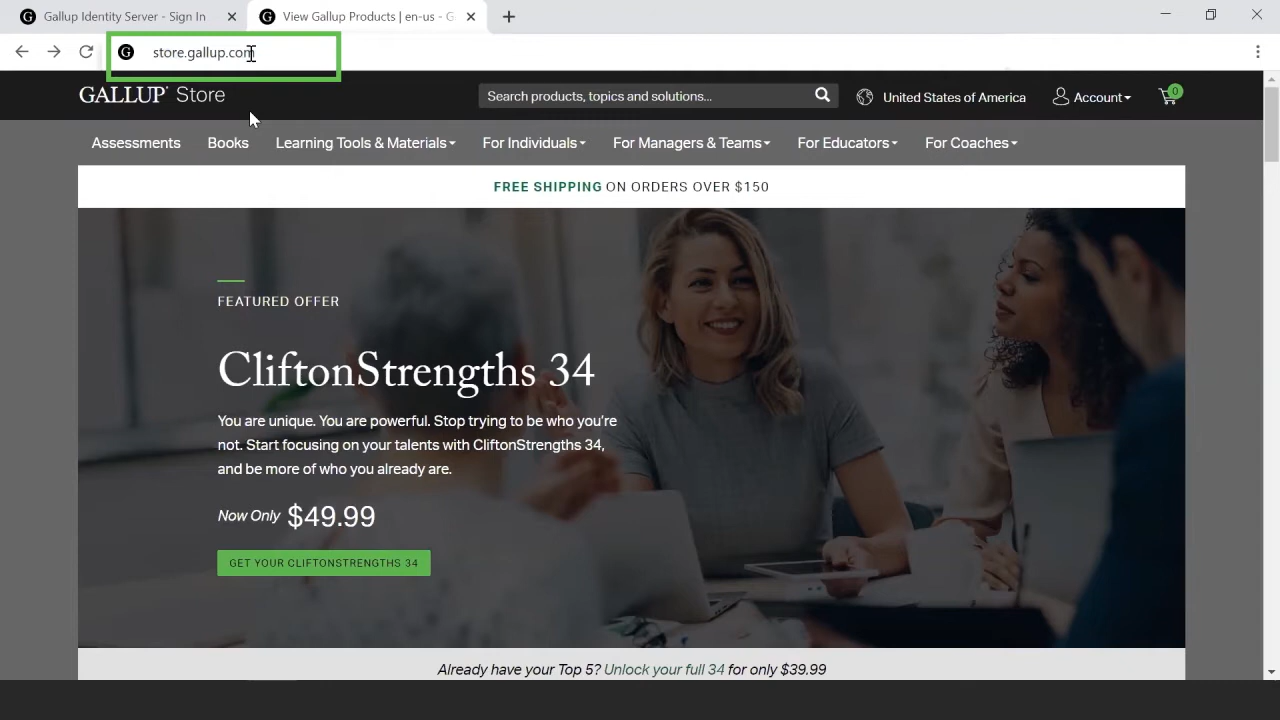 Gallup Identity Server - Sign In
View Gallup Products | en-us - G
store.gallup.com
GALLUP Store
Search products, topics and solutions...
United States of America
Account
0
Assessments
Books
Learning Tools & Materials
For Individuals
For Managers & Teams
For Educators
For Coaches
FREE SHIPPING ON ORDERS OVER $150
FEATURED OFFER
CliftonStrengths 34
You are unique. You are powerful. Stop trying to be who you're
not. Start focusing on your talents with CliftonStrengths 34,
and be more of who you already are.
Now Only $49.99
GET YOUR CLIFTONSTRENGTHS 34
Already have your Top 5? Unlock your full 34 for only $39.99